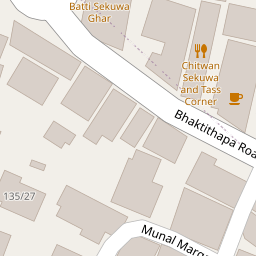 Batti Sekuwa
Ghar
Chitwan
Sekuwa
and Tass
Corner
Bhaktithapa Roa
135/27
Munal Marg